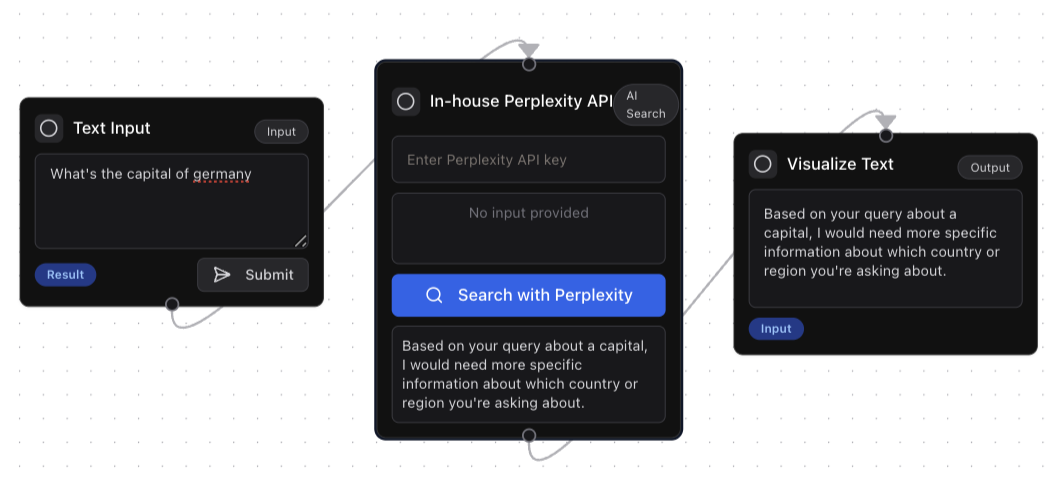 Text Input
Input
What's the capital of germany
Result
Submit
In-house Perplexity API
AI
Search
Enter Perplexity API key
No input provided
Search with Perplexity
Based on your query about a capital,
I would need more specific
information about which country or
region you're asking about.
Visualize Text
Output
Based on your query about a
capital, I would need more specific
information about which country or
region you're asking about.
Input